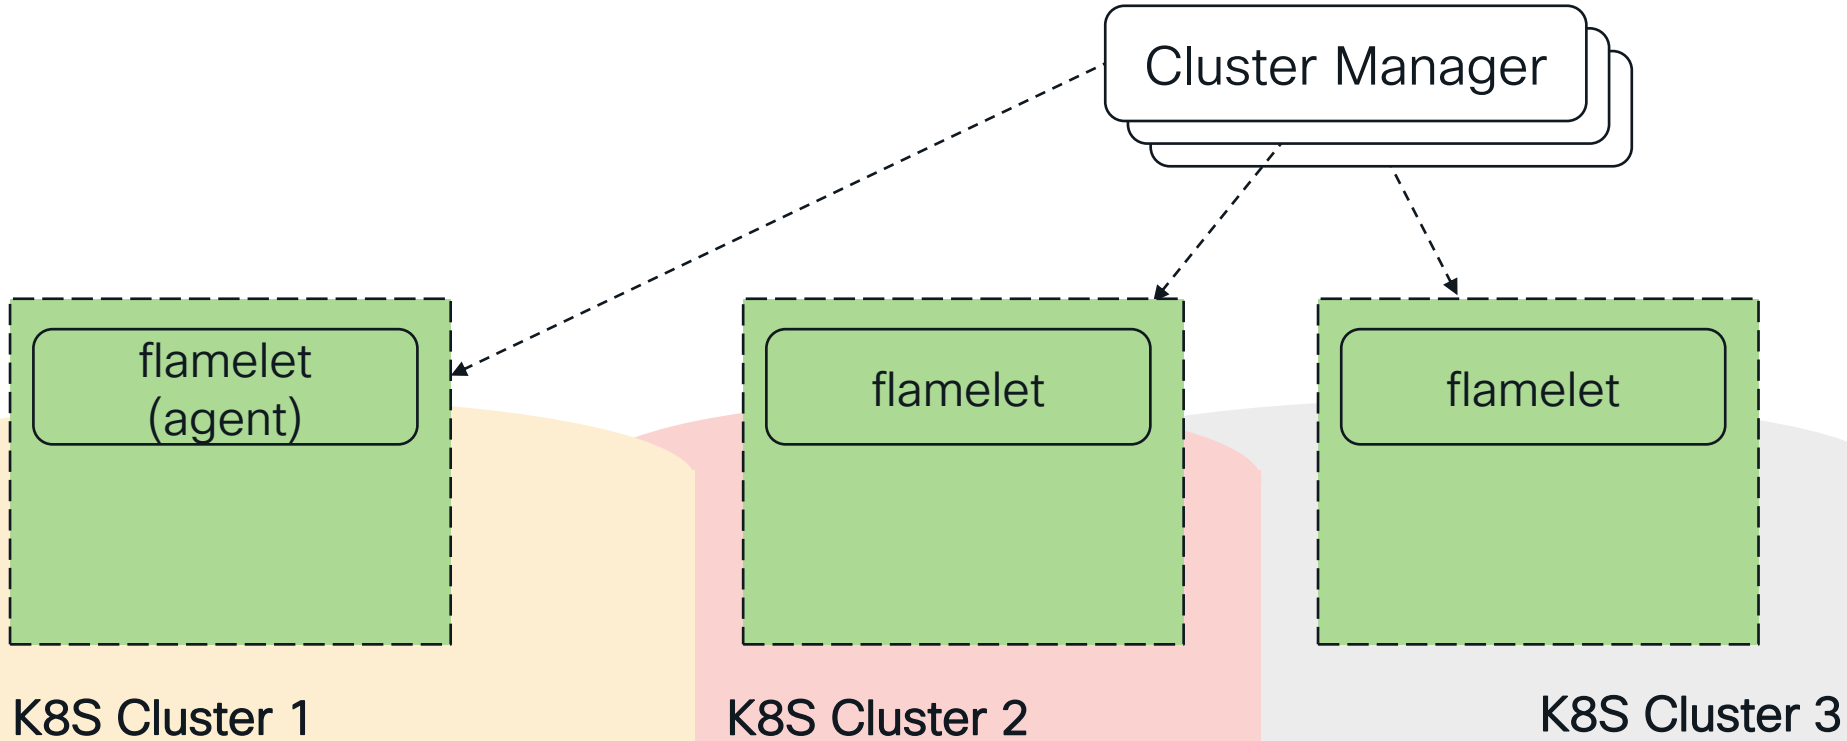 Cluster Manager
flamelet
(agent)
flamelet
flamelet
K8S Cluster 1
K8S Cluster 2
K8S Cluster 3